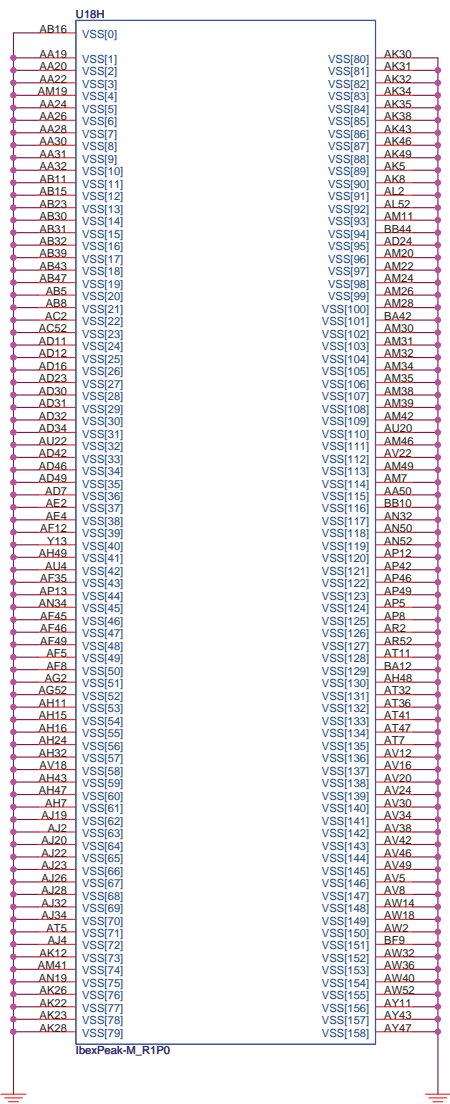 U18H
AB16 VSS[0]
AA19 VSS[1] VSS[80] AK30
AA20 VSS[2] VSS[81] AK31
AA22 VSS[3] VSS[82] AK32
AM19 VSS[4] VSS[83] AK34
AA24 VSS[5] VSS[84] AK35
AA26 VSS[6] VSS[85] AK38
AA28 VSS[7] VSS[86] AK43
AA30 VSS[8] VSS[87] AK46
AA31 VSS[9] VSS[88] AK49
AA32 VSS[10] VSS[89] AK5
AB11 VSS[11] VSS[90] AK8
AB15 VSS[12] VSS[91] AL2
AB23 VSS[13] VSS[92] AL52
AB30 VSS[14] VSS[93] AM11
AB31 VSS[15] VSS[94] BB44
AB32 VSS[16] VSS[95] AD24
AB39 VSS[17] VSS[96] AM20
AB43 VSS[18] VSS[97] AM22
AB47 VSS[19] VSS[98] AM24
AB5 VSS[20] VSS[99] AM26
AB8 VSS[21] VSS[100] AM28
AC2 VSS[22] VSS[101] BA42
AC52 VSS[23] VSS[102] AM30
AD11 VSS[24] VSS[103] AM31
AD12 VSS[25] VSS[104] AM32
AD16 VSS[26] VSS[105] AM34
AD23 VSS[27] VSS[106] AM35
AD30 VSS[28] VSS[107] AM38
AD31 VSS[29] VSS[108] AM39
AD32 VSS[30] VSS[109] AM42
AD34 VSS[31] VSS[110] AU20
AU22 VSS[32] VSS[111] AM46
AD42 VSS[33] VSS[112] AV22
AD46 VSS[34] VSS[113] AM49
AD49 VSS[35] VSS[114] AM7
AD7 VSS[36] VSS[115] AA50
AE2 VSS[37] VSS[116] BB10
AE4 VSS[38] VSS[117] AN32
AF12 VSS[39] VSS[118] AN50
Y13 VSS[40] VSS[119] AN52
AH49 VSS[41] VSS[120] AP12
AU4 VSS[42] VSS[121] AP42
AF35 VSS[43] VSS[122] AP46
AP13 VSS[44] VSS[123] AP49
AN34 VSS[45] VSS[124] AP5
AF45 VSS[46] VSS[125] AP8
AF46 VSS[47] VSS[126] AR2
AF49 VSS[48] VSS[127] AR52
AF5 VSS[49] VSS[128] AT11
AF8 VSS[50] VSS[129] BA12
AG2 VSS[51] VSS[130] AH48
AG52 VSS[52] VSS[131] AT32
AH11 VSS[53] VSS[132] AT36
AH15 VSS[54] VSS[133] AT41
AH16 VSS[55] VSS[134] AT47
AH24 VSS[56] VSS[135] AT7
AH32 VSS[57] VSS[136] AV12
AV18 VSS[58] VSS[137] AV16
AH43 VSS[59] VSS[138] AV20
AH47 VSS[60] VSS[139] AV24
AH7 VSS[61] VSS[140] AV30
AJ19 VSS[62] VSS[141] AV34
AJ2 VSS[63] VSS[142] AV38
AJ20 VSS[64] VSS[143] AV42
AJ22 VSS[65] VSS[144] AV46
AJ23 VSS[66] VSS[145] AV49
AJ26 VSS[67] VSS[146] AV5
AJ28 VSS[68] VSS[147] AV8
AJ32 VSS[69] VSS[148] AW14
AJ34 VSS[70] VSS[149] AW18
AT5 VSS[71] VSS[150] AW2
AJ4 VSS[72] VSS[151] BF9
AK12 VSS[73] VSS[152] AW32
AM41 VSS[74] VSS[153] AW36
AN19 VSS[75] VSS[154] AW40
AK26 VSS[76] VSS[155] AW52
AK22 VSS[77] VSS[156] AY11
AK23 VSS[78] VSS[157] AY43
AK28 VSS[79] VSS[158] AY47
IbexPeak-M_R1P0